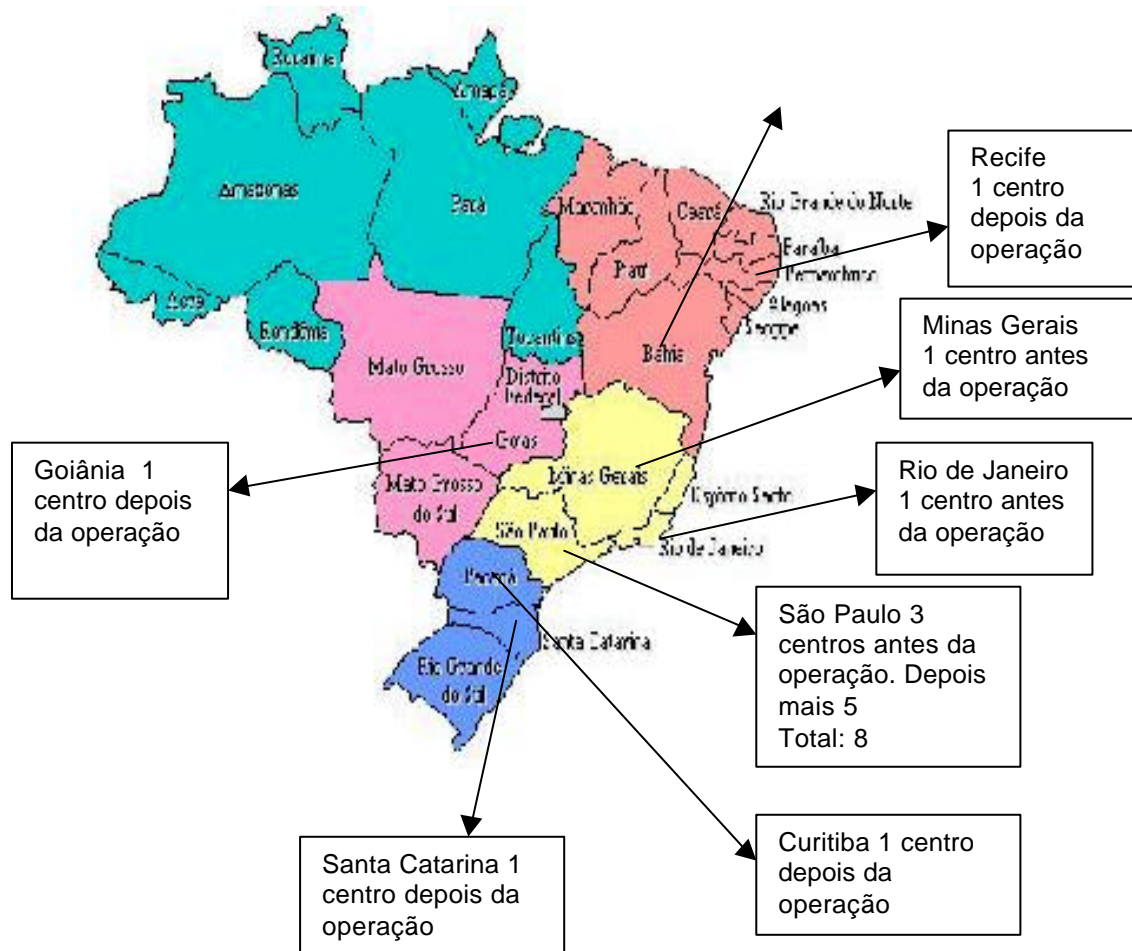 Roraima
Amapá
Amazonas
Pará
Acre
Rondônia
Tocantins
Maranhão
Ceará
Rio Grande do Norte
Piauí
Paraíba
Pernambuco
Alagoas
Sergipe
Bahia
Mato Grosso
Distrito
Federal
Goiás
Mato Grosso
do Sul
Minas Gerais
Espírito Santo
São Paulo
Rio de Janeiro
Paraná
Santa Catarina
Rio Grande
do Sul
Recife
1 centro
depois da
operação
Minas Gerais
1 centro antes
da operação
Rio de Janeiro
1 centro antes
da operação
Goiânia 1
centro depois
da operação
São Paulo 3
centros antes da
operação. Depois
mais 5
Total: 8
Santa Catarina 1
centro depois da
operação
Curitiba 1 centro
depois da
operação